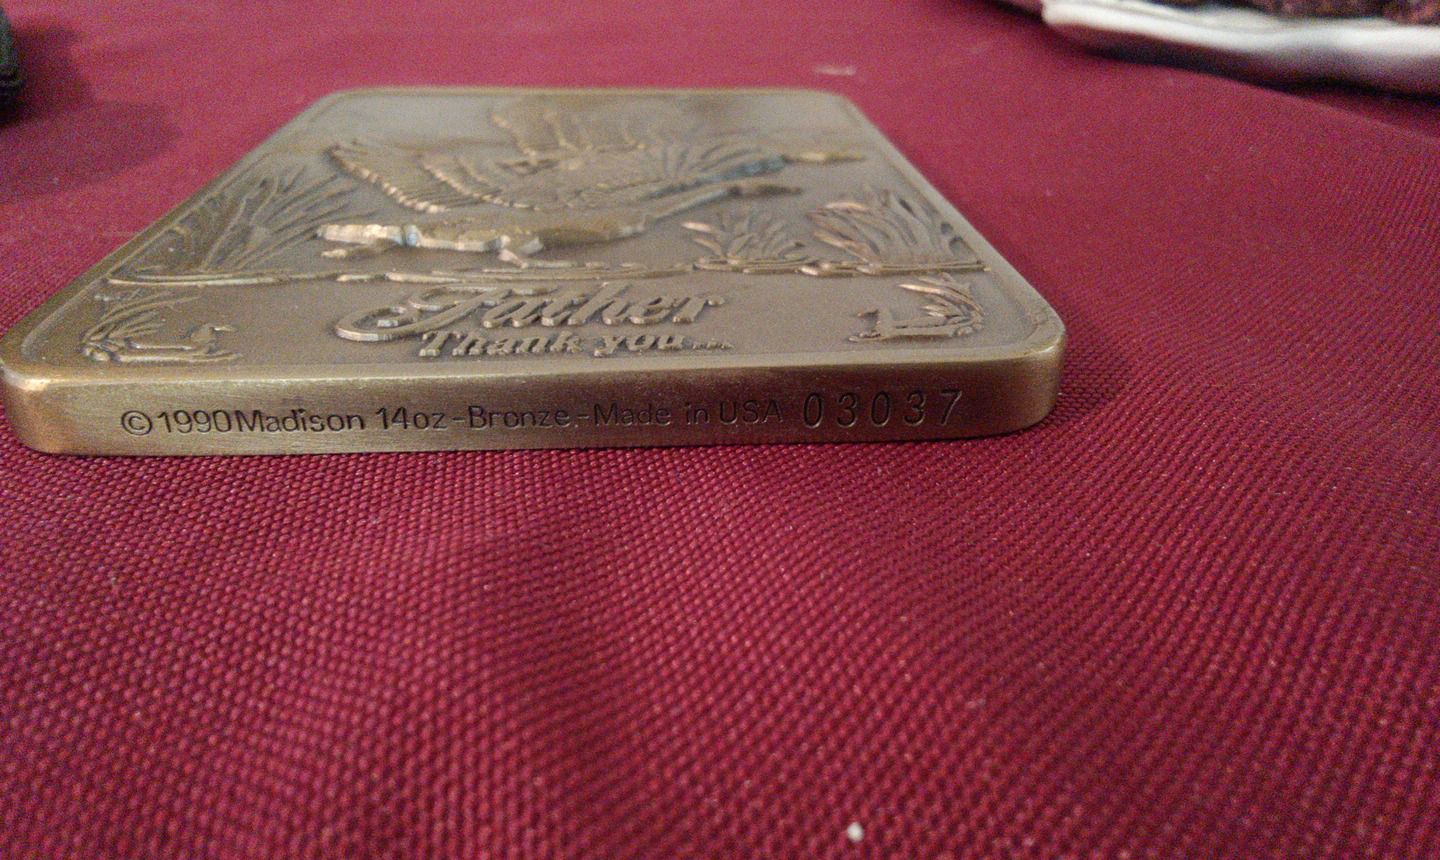 Father
Thank you...
©1990 Madison 14oz-Bronze-Made in USA 03037